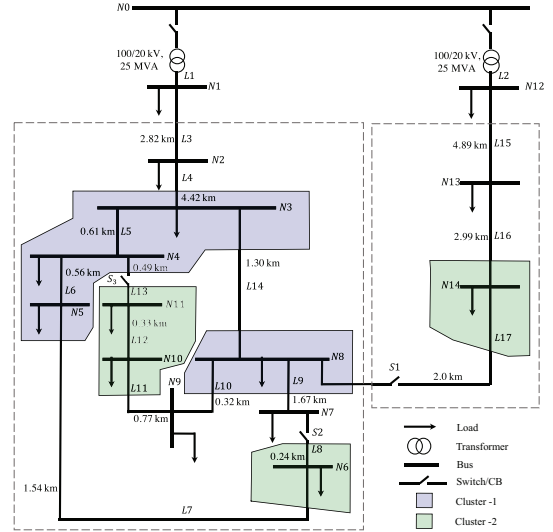 N0
100/20 kV,
25 MVA
L1
N1
100/20 kV,
25 MVA
L2
N12
2.82 km
L3
N2
L4
4.42 km
N3
0.61 km
L5
N4
0.56 km
0.49 km
S3
L6
N5
L13
N11
0.33 km
L12
N10
L11
1.30 km
L14
N8
L10
0.32 km
L9
1.67 km
N9
0.77 km
N7
S2
L8
0.24 km
N6
1.54 km
L7
4.89 km
L15
N13
2.99 km
L16
N14
L17
S1
2.0 km
Load
Transformer
Bus
Switch/CB
Cluster -1
Cluster -2